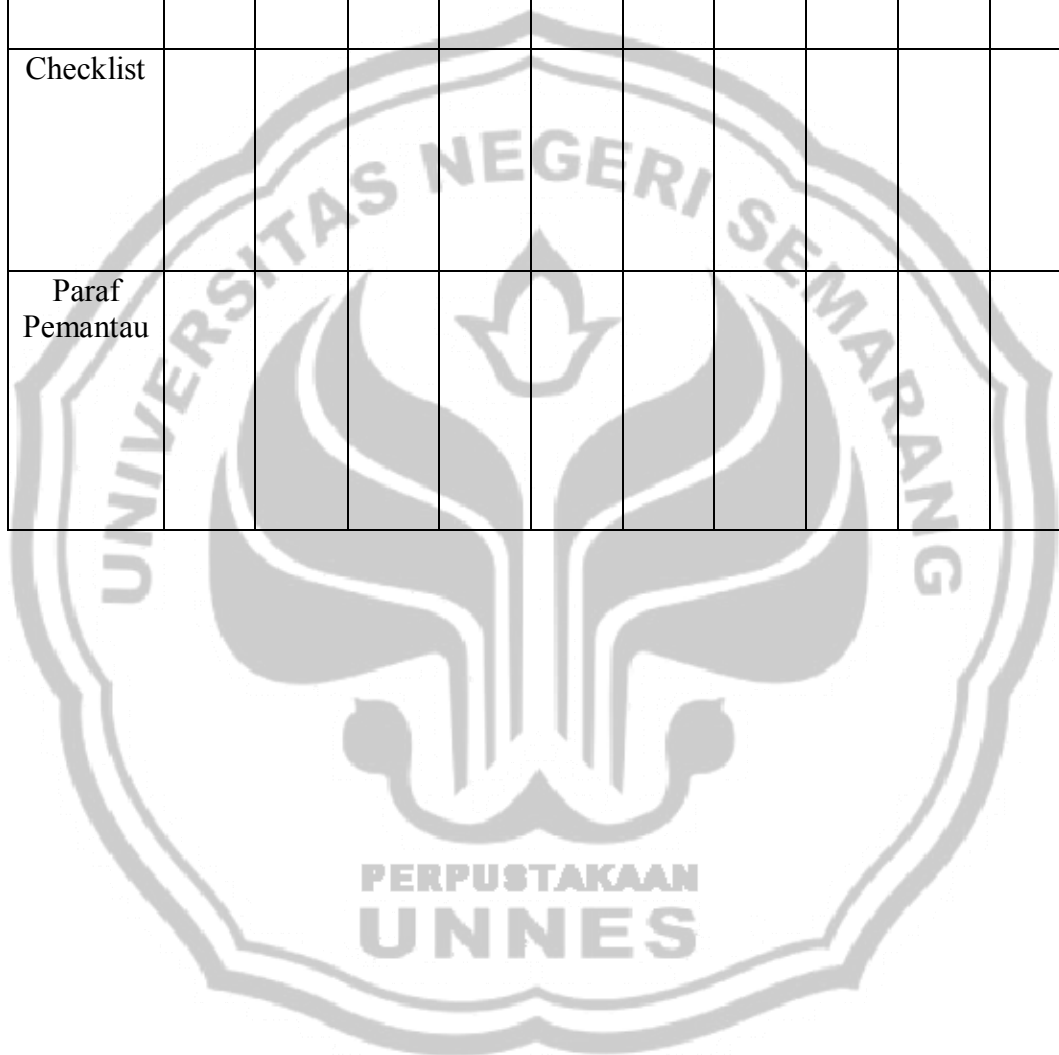 Checklist
Paraf
Pemantau
UNIVERSITAS NEGERI SEMARANG
PERPUSTAKAAN
UNNES